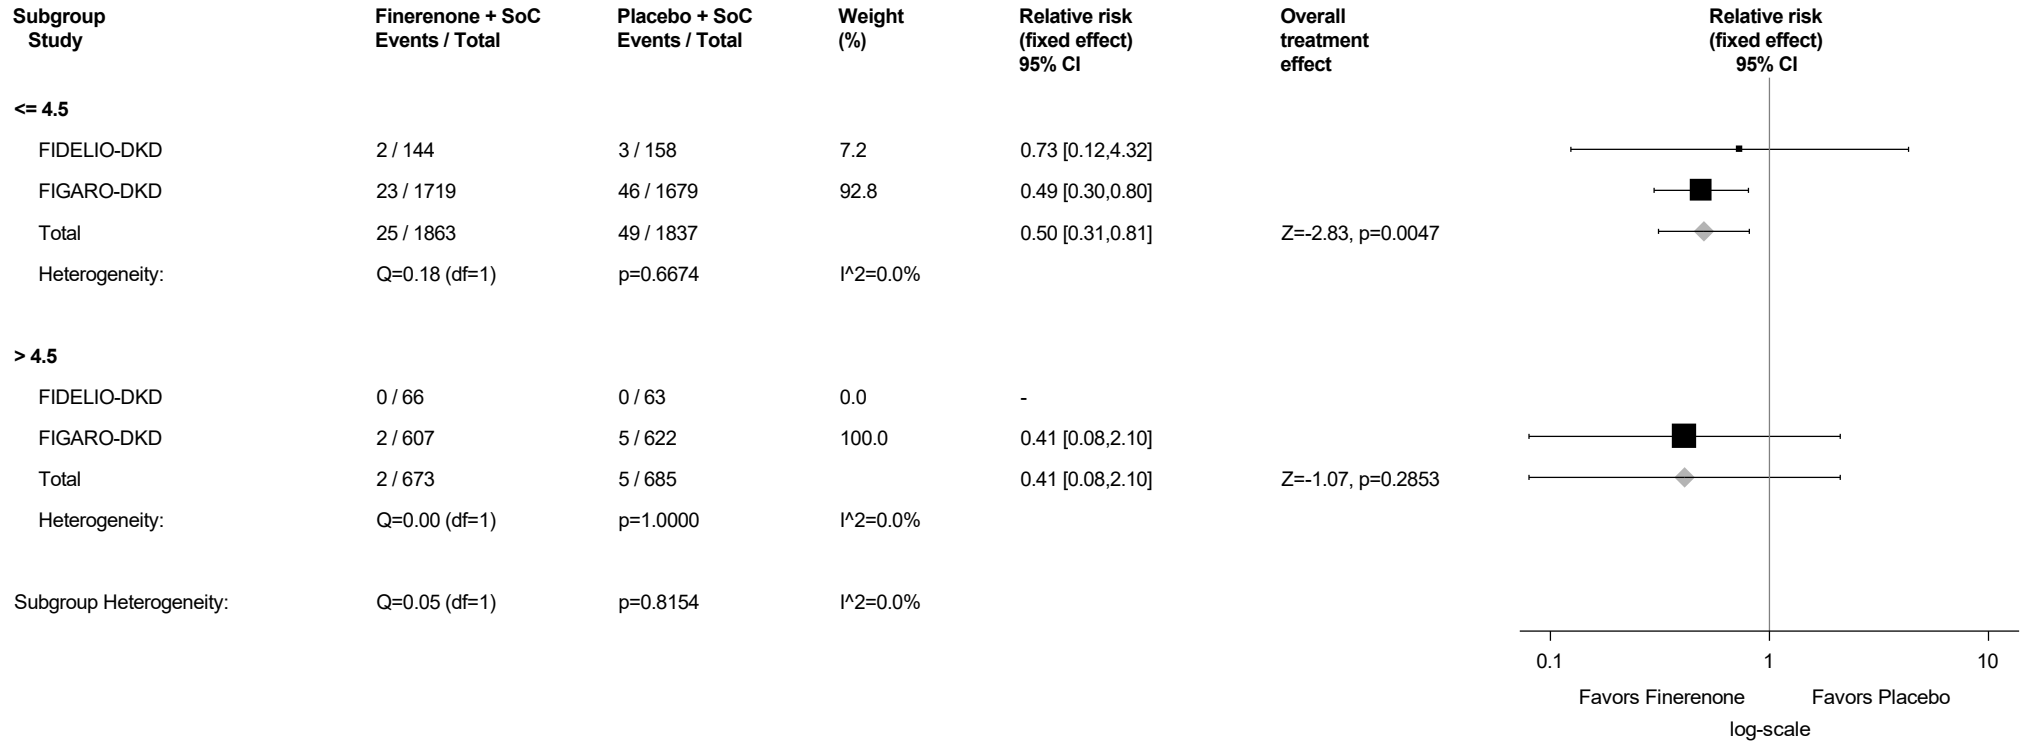 Subgroup Finerenone + SoC Placebo + SoC Weight Relative risk Overall Relative risk
Study Events / Total Events / Total (%) (fixed effect) treatment (fixed effect)
95% CI effect 95% CI
<= 4.5
FIDELIO-DKD 2 / 144 3 / 158 7.2 0.73 [0.12,4.32]
FIGARO-DKD 23 / 1719 46 / 1679 92.8 0.49 [0.30,0.80]
Total 25 / 1863 49 / 1837 0.50 [0.31,0.81] Z=-2.83, p=0.0047
Heterogeneity: Q=0.18 (df=1) p=0.6674 I^2=0.0%
> 4.5
FIDELIO-DKD 0 / 66 0 / 63 0.0 -
FIGARO-DKD 2 / 607 5 / 622 100.0 0.41 [0.08,2.10]
Total 2 / 673 5 / 685 0.41 [0.08,2.10] Z=-1.07, p=0.2853
Heterogeneity: Q=0.00 (df=1) p=1.0000 I^2=0.0%
Subgroup Heterogeneity: Q=0.05 (df=1) p=0.8154 I^2=0.0%
0.1 1 10
Favors Finerenone Favors Placebo
log-scale